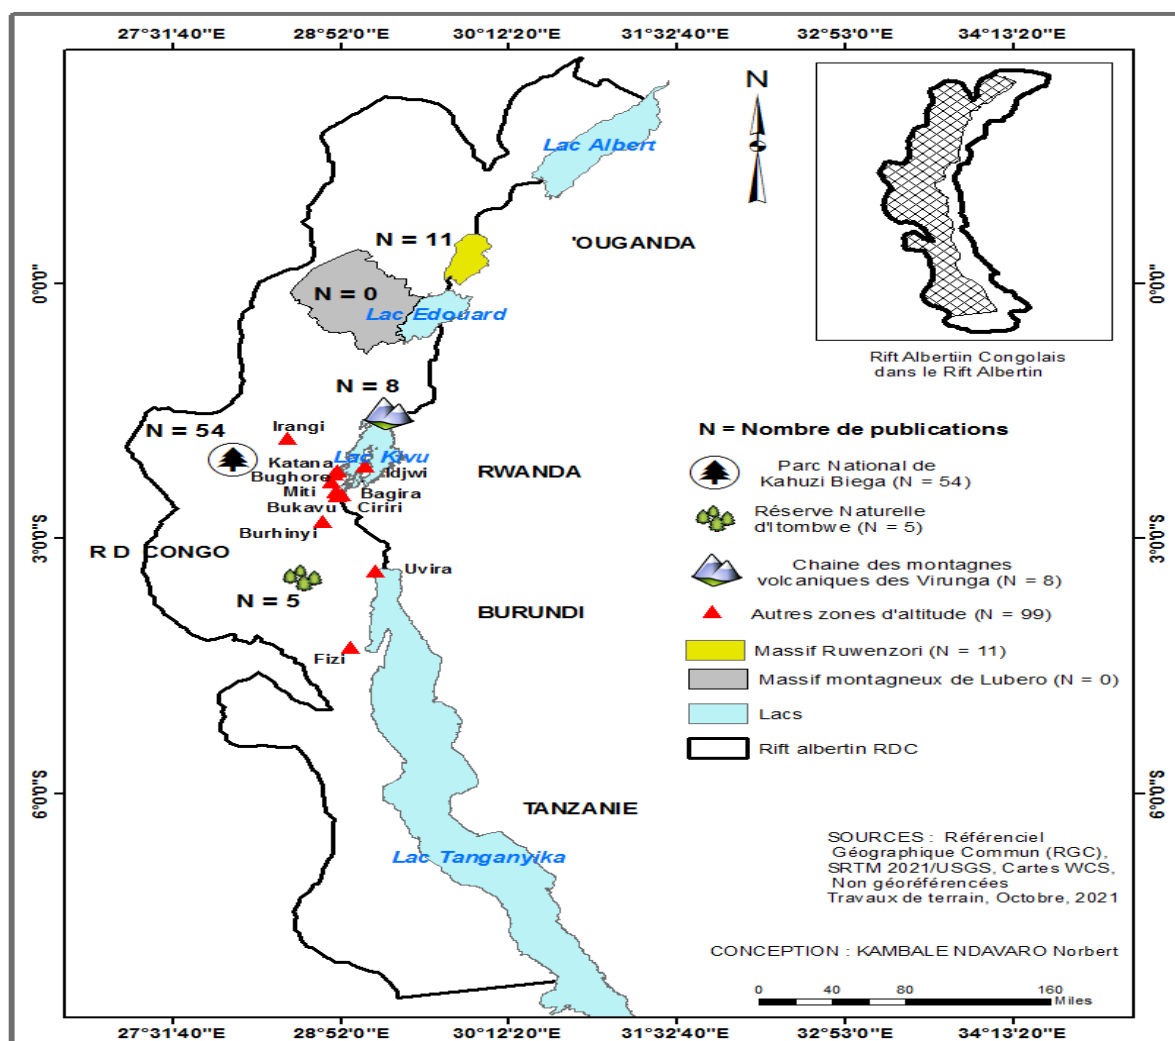 27°31'40"E 28°52'0"E 30°12'20"E 31°32'40"E 32°53'0"E 34°13'20"E
N
Lac Albert
N = 11
'OUGANDA
0°0'0"
0°0'0"
N = 0
Lac Edouard
Rift Albertiin Congolais
dans le Rift Albertin
N = 8
N = 54
Irangi
Katana
Lac Kivu
Idjwi
Bughore
Miti
Bagira
Bukavu
Ciriri
Burhinyi
RWANDA
R D CONGO
3°0'0"S
3°0'0"S
Uvira
N = 5
BURUNDI
Fizi
N = Nombre de publications
Parc National de
Kahuzi Biega (N = 54)
Réserve Naturelle
d'Itombwe (N = 5)
Chaine des montagnes
volcaniques des Virunga (N = 8)
Autres zones d'altitude (N = 99)
Massif Ruwenzori (N = 11)
Massif montagneux de Lubero (N = 0)
Lacs
Rift albertin RDC
6°0'0"S
6°0'0"S
TANZANIE
Lac Tanganyika
SOURCES : Référenciel
Géographique Commun (RGC),
SRTM 2021/USGS, Cartes WCS,
Non géoréférencées
Travaux de terrain, Octobre, 2021
CONCEPTION : KAMBALE NDAVARO Norbert
0 40 80 160
Miles
27°31'40"E 28°52'0"E 30°12'20"E 31°32'40"E 32°53'0"E 34°13'20"E